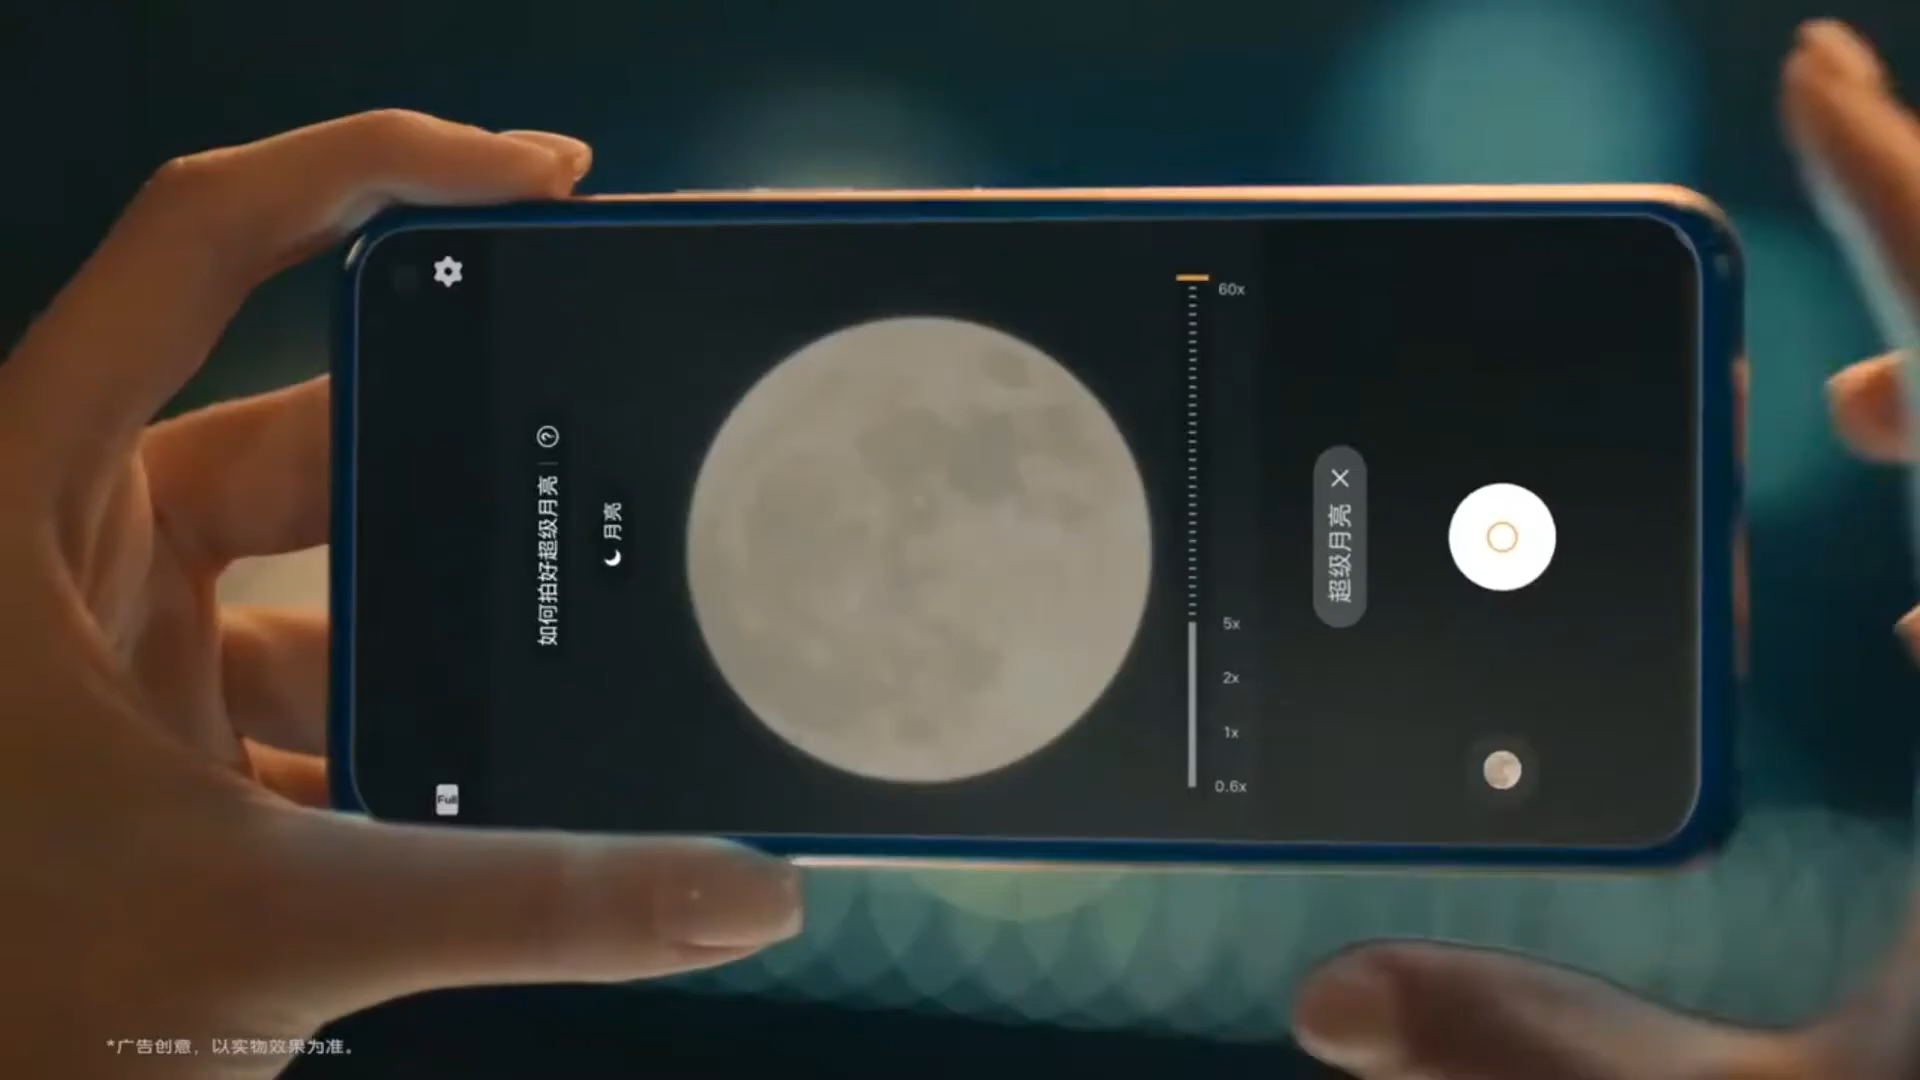 Full
如何拍好超级月亮 | ?
月亮
60x
5x
2x
1x
0.6x
超级月亮 ×
*广告创意，以实物效果为准。